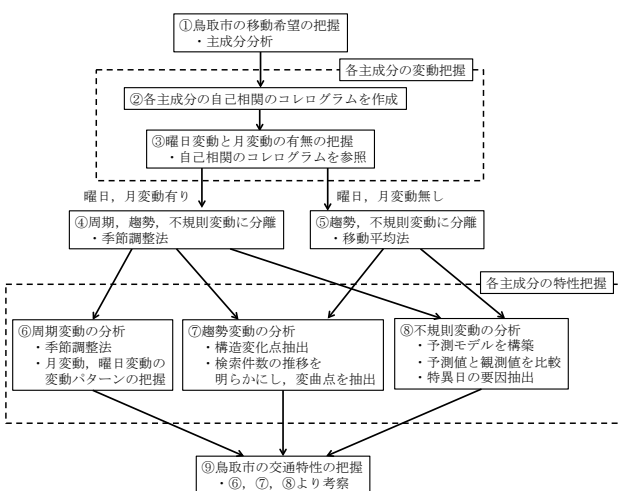 ①鳥取市の移動希望の把握
・主成分分析
各主成分の変動把握
②各主成分の自己相関のコレログラムを作成
③曜日変動と月変動の有無の把握
・自己相関のコレログラムを参照
曜日，月変動有り
曜日，月変動無し
④周期，趨勢，不規則変動に分離
・季節調整法
⑤趨勢，不規則変動に分離
・移動平均法
各主成分の特性把握
⑥周期変動の分析
・季節調整法
・月変動，曜日変動の
変動パターンの把握
⑦趨勢変動の分析
・構造変化点抽出
・検索件数の推移を
明らかにし，変曲点を抽出
⑧不規則変動の分析
・予測モデルを構築
・予測値と観測値を比較
・特異日の要因抽出
⑨鳥取市の交通特性の把握
・⑥，⑦，⑧より考察